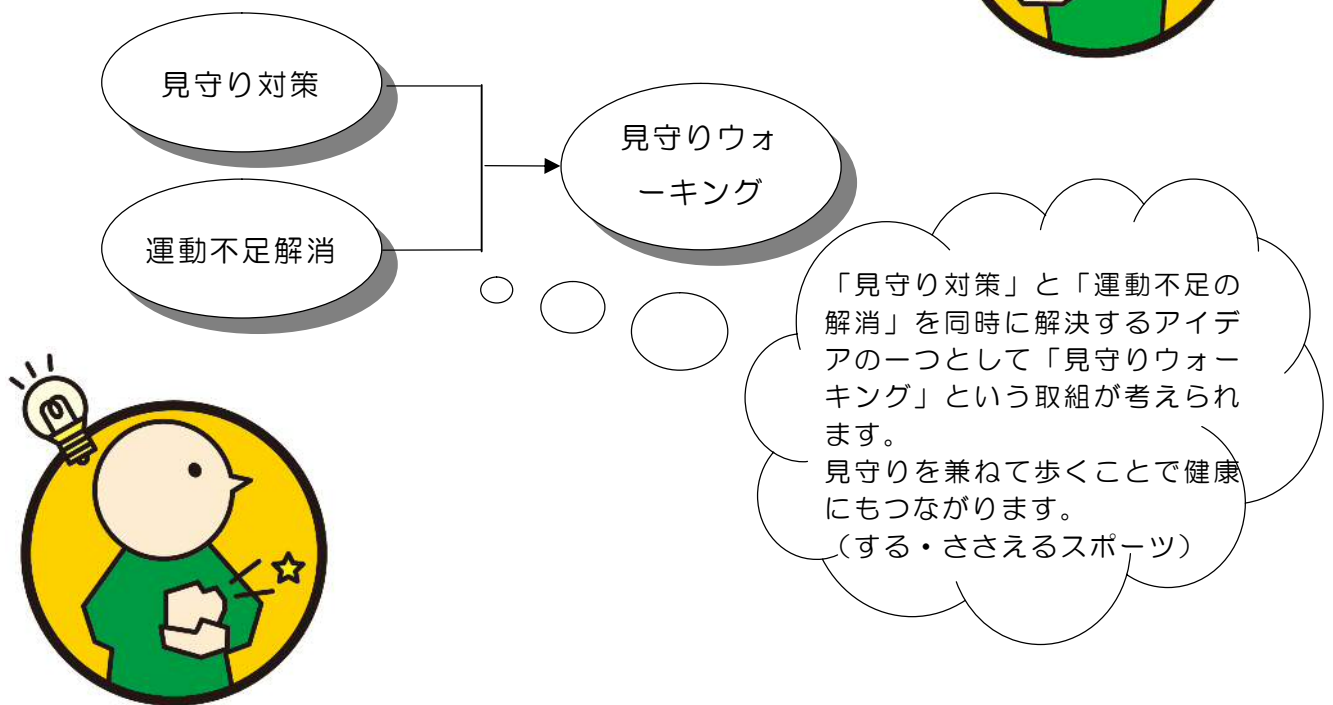 見守り対策
運動不足解消
見守りウォ
ーキング
「見守り対策」と「運動不足の
解消」を同時に解決するアイデ
アの一つとして「見守りウォー
キング」という取組が考えられ
ます。
見守りを兼ねて歩くことで健康
にもつながります。
（する・ささえるスポーツ）